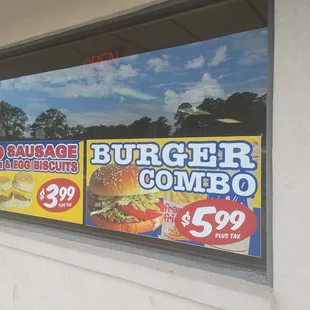 OPEN
SAUSAGE
& EGG BISCUITS
$3.99
PLUS TAX
BURGER
COMBO
$5.99
PLUS TAX